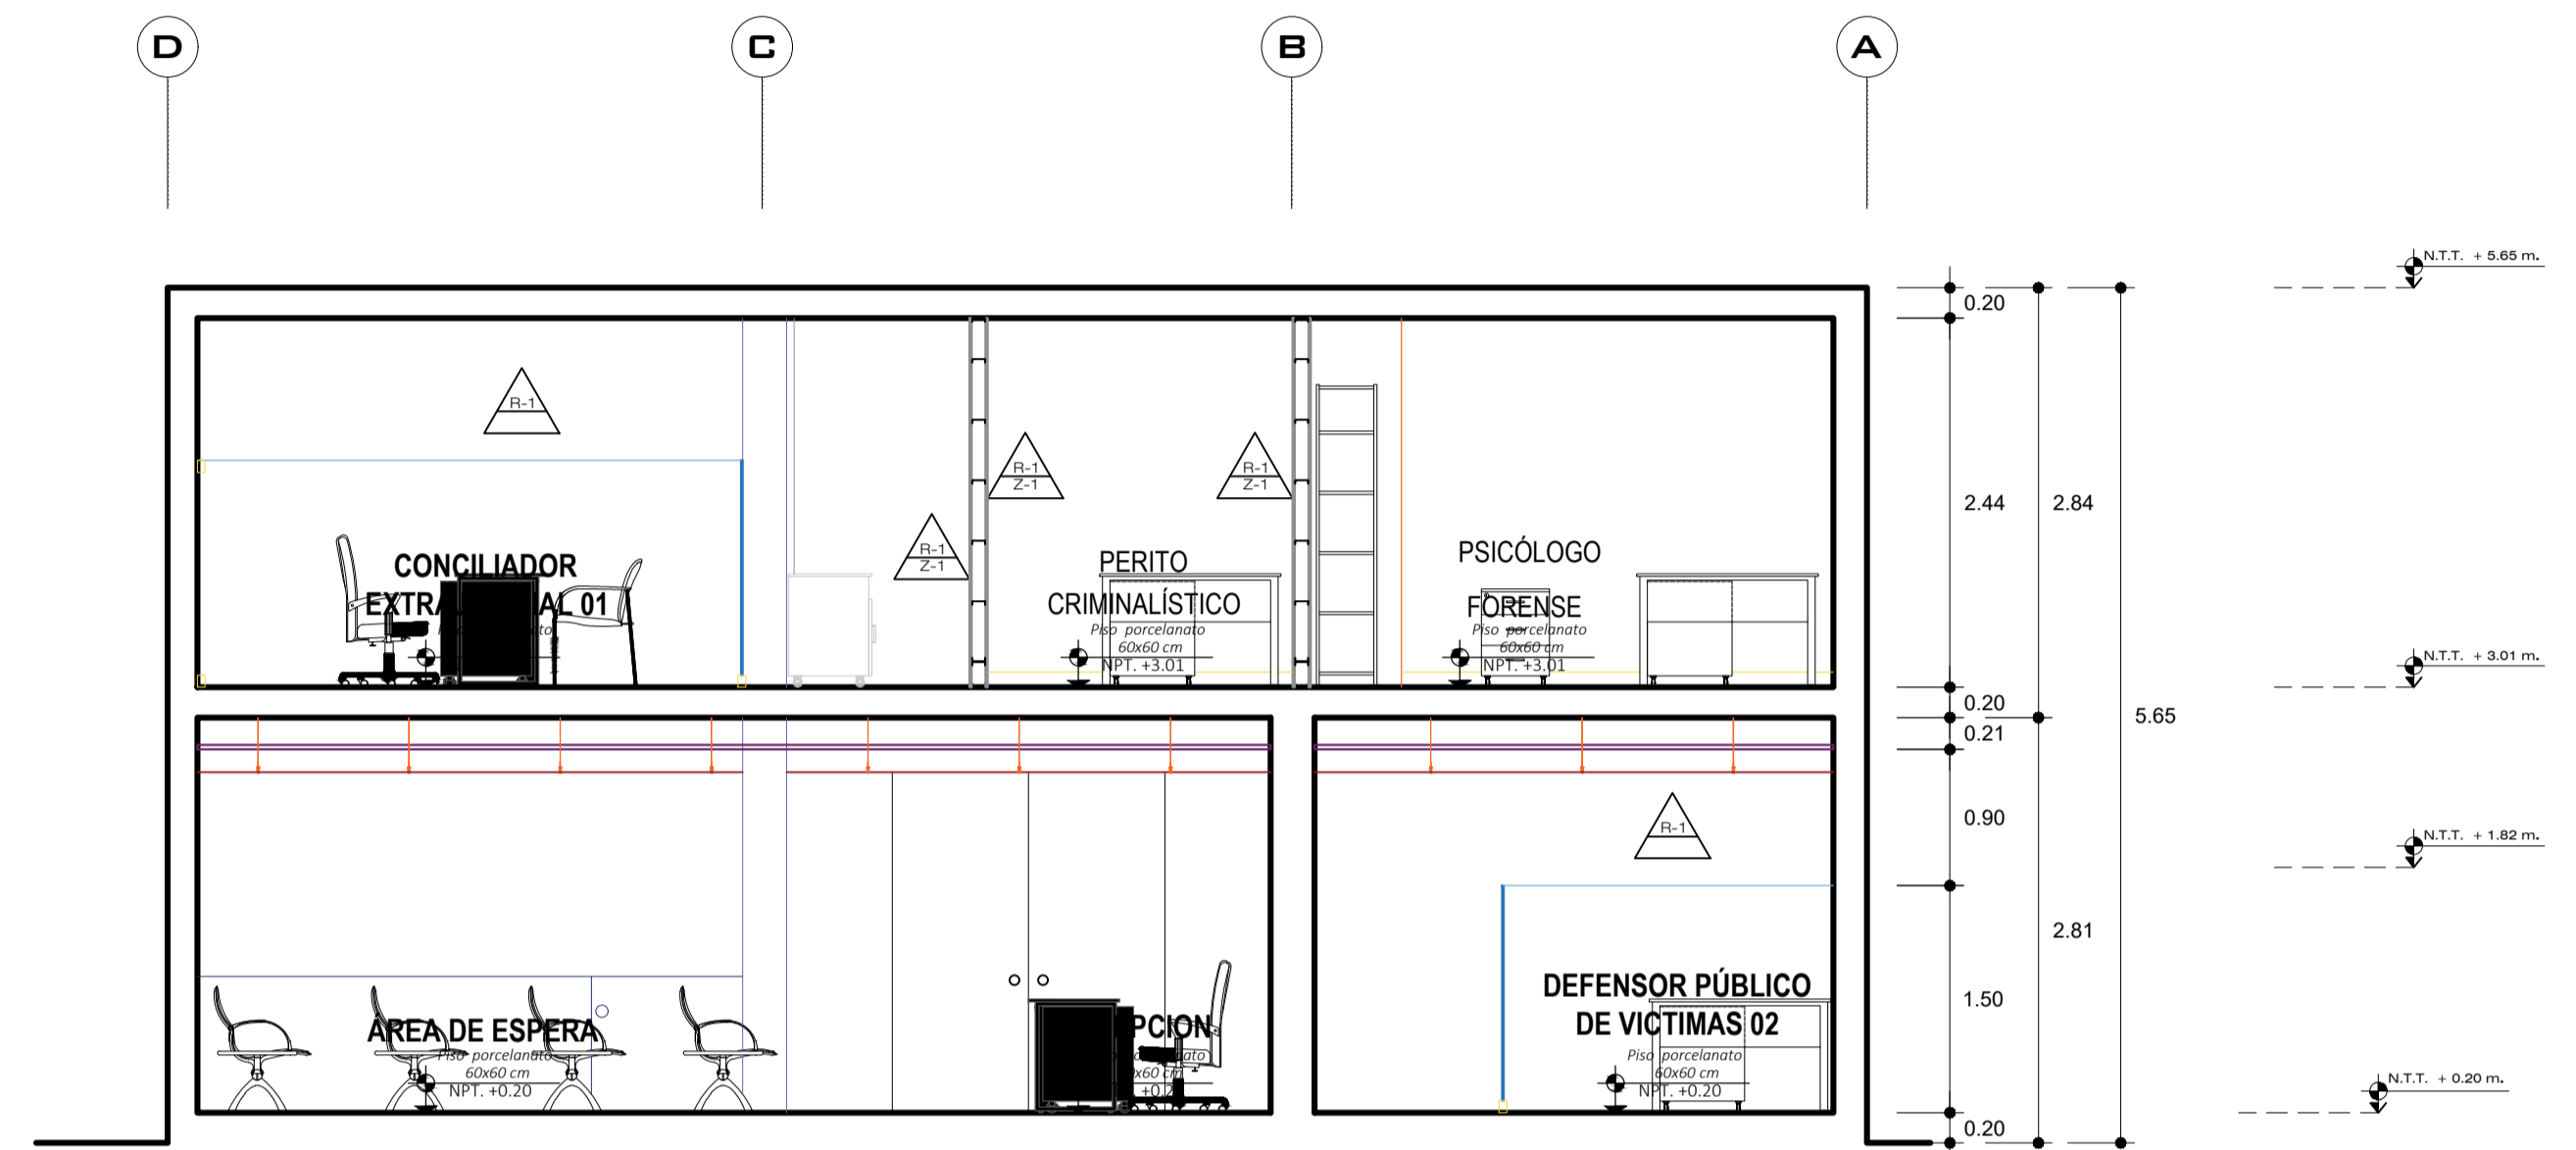 D
C
B
A
N.T.T. + 5.65 m.
0.20
R-1
R-1
Z-1
R-1
Z-1
R-1
Z-1
2.44
2.84
CONCILIADOR
01
PERITO
CRIMINALÍSTICO
Piso porcelanato
60x60 cm
NPT. +3.01
PSICÓLOGO
FORENSE
Piso porcelanato
60x60 cm
NPT. +3.01
N.T.T. + 3.01 m.
0.20
0.21
5.65
0.90
R-1
N.T.T. + 1.82 m.
2.81
1.50
ÁREA DE ESPERA
Piso porcelanato
60x60 cm
NPT. +0.20
DEFENSOR PÚBLICO
DE VICTIMAS 02
Piso porcelanato
60x60 cm
NPT. +0.20
N.T.T. + 0.20 m.
0.20